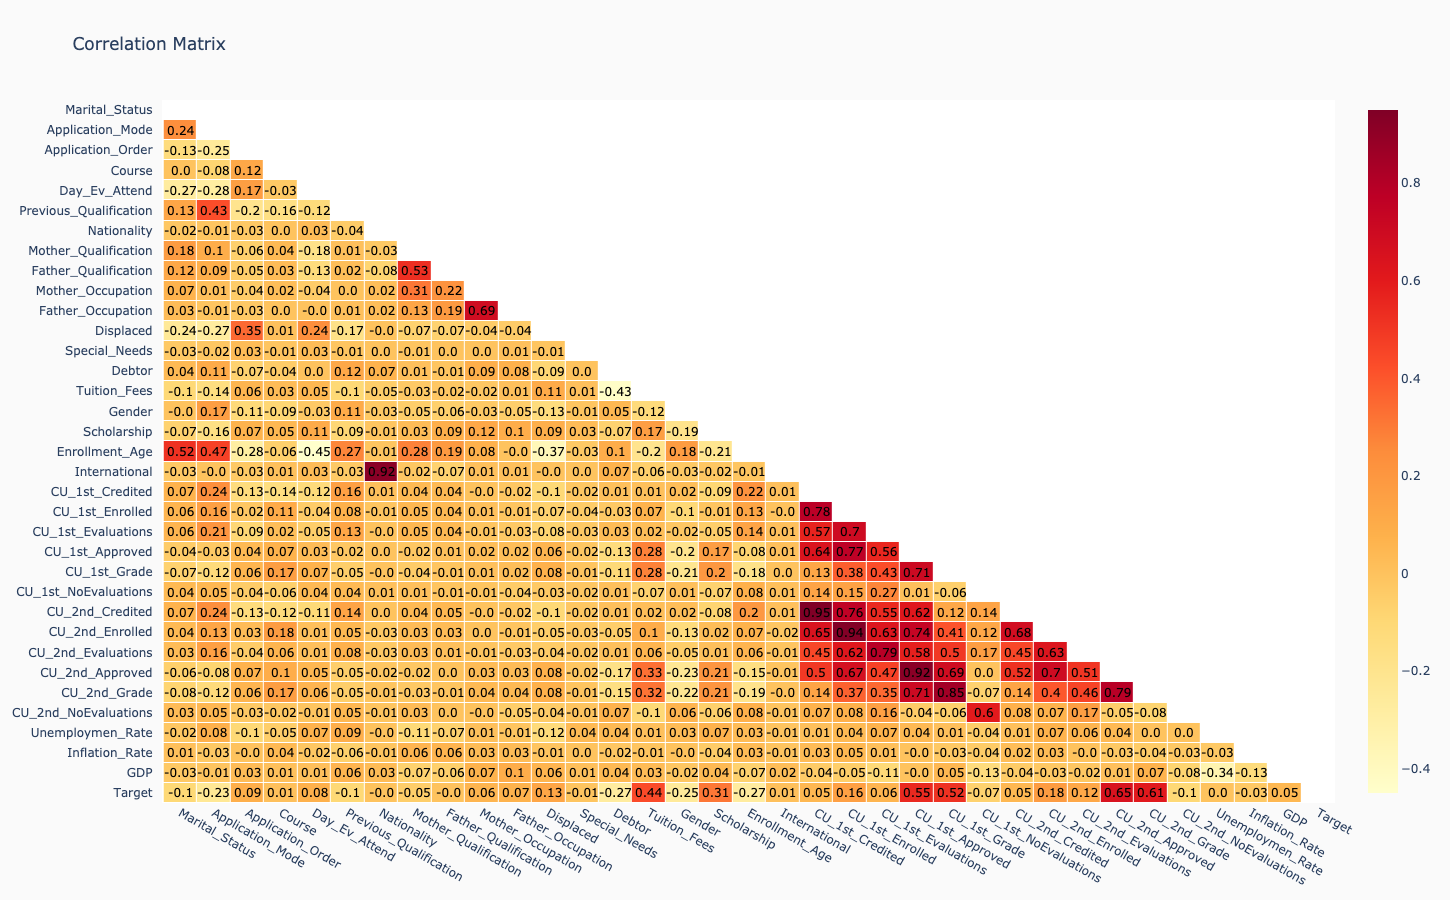 Correlation Matrix
Marital_Status
Application_Mode 0.24
Application_Order -0.13 -0.25
Course 0.0 -0.08 0.12
Day_Ev_Attend -0.27 -0.28 0.17 -0.03
Previous_Qualification 0.13 0.43 -0.2 -0.16 -0.12
Nationality -0.02 -0.01 -0.03 0.0 0.03 -0.04
Mother_Qualification 0.18 0.1 -0.06 0.04 -0.18 0.01 -0.03
Father_Qualification 0.12 0.09 -0.05 0.03 -0.13 0.02 -0.08 0.53
Mother_Occupation 0.07 0.01 -0.04 0.02 -0.04 0.0 0.02 0.31 0.22
Father_Occupation 0.03 -0.01 -0.03 0.0 -0.0 0.01 0.02 0.13 0.19 0.69
Displaced -0.24 -0.27 0.35 0.01 0.24 -0.17 -0.0 -0.07 -0.07 -0.04 -0.04
Special_Needs -0.03 -0.02 0.03 -0.01 0.03 -0.01 0.0 -0.01 0.0 0.0 0.01 -0.01
Debtor 0.04 0.11 -0.07 -0.04 0.0 0.12 0.07 0.01 -0.01 0.09 0.08 -0.09 0.0
Tuition_Fees -0.1 -0.14 0.06 0.03 0.05 -0.1 -0.05 -0.03 -0.02 -0.02 0.01 0.11 0.01 -0.43
Gender -0.0 0.17 -0.11 -0.09 -0.03 0.11 -0.03 -0.05 -0.06 -0.03 -0.05 -0.13 -0.01 0.05 -0.12
Scholarship -0.07 -0.16 0.07 0.05 0.11 -0.09 -0.01 0.03 0.09 0.12 0.1 0.09 0.03 -0.07 0.17 -0.19
Enrollment_Age 0.52 0.47 -0.28 -0.06 -0.45 0.27 -0.01 0.28 0.19 0.08 -0.0 -0.37 -0.03 0.1 -0.2 0.18 -0.21
International -0.03 -0.0 -0.03 0.01 0.03 -0.03 0.92 -0.02 -0.07 0.01 0.01 -0.0 0.0 0.07 -0.06 -0.03 -0.02 -0.01
CU_1st_Credited 0.07 0.24 -0.13 -0.14 -0.12 0.16 0.01 0.04 0.04 -0.0 -0.02 -0.1 -0.02 0.01 0.01 0.02 -0.09 0.22 0.01
CU_1st_Enrolled 0.06 0.16 -0.02 0.11 -0.04 0.08 -0.01 0.05 0.04 0.01 -0.01 -0.07 -0.04 -0.03 0.07 -0.1 -0.01 0.13 -0.0 0.78
CU_1st_Evaluations 0.06 0.21 -0.09 0.02 -0.05 0.13 -0.0 0.05 0.04 -0.01 -0.03 -0.08 -0.03 0.03 0.02 -0.02 -0.05 0.14 0.01 0.57 0.7
CU_1st_Approved -0.04 -0.03 0.04 0.07 0.03 -0.02 0.0 -0.02 0.01 0.02 0.02 0.06 -0.02 -0.13 0.28 -0.2 0.17 -0.08 0.01 0.64 0.77 0.56
CU_1st_Grade -0.07 -0.12 0.06 0.17 0.07 -0.05 -0.0 -0.04 -0.01 0.01 0.02 0.08 -0.01 -0.11 0.28 -0.21 0.2 -0.18 0.0 0.13 0.38 0.43 0.71
CU_1st_NoEvaluations 0.04 0.05 -0.04 -0.06 0.04 0.04 0.01 0.01 -0.01 -0.01 -0.04 -0.03 -0.02 0.01 -0.07 0.01 -0.07 0.08 0.01 0.14 0.15 0.27 0.01 -0.06
CU_2nd_Credited 0.07 0.24 -0.13 -0.12 -0.11 0.14 0.0 0.04 0.05 -0.0 -0.02 -0.1 -0.02 0.01 0.02 0.02 -0.08 0.2 0.01 0.95 0.76 0.55 0.62 0.12 0.14
CU_2nd_Enrolled 0.04 0.13 0.03 0.18 0.01 0.05 -0.03 0.03 0.03 0.0 -0.01 -0.05 -0.03 -0.05 0.1 -0.13 0.02 0.07 -0.02 0.65 0.94 0.63 0.74 0.41 0.12 0.68
CU_2nd_Evaluations 0.03 0.16 -0.04 0.06 0.01 0.08 -0.03 0.03 0.01 -0.01 -0.03 -0.04 -0.02 0.01 0.06 -0.05 0.01 0.06 -0.01 0.45 0.62 0.79 0.58 0.5 0.17 0.45 0.63
CU_2nd_Approved -0.06 -0.08 0.07 0.1 0.05 -0.05 -0.02 -0.02 0.0 0.02 0.03 0.08 -0.02 -0.17 0.33 -0.23 0.21 -0.15 -0.01 0.5 0.67 0.47 0.92 0.69 0.0 0.52 0.7 0.51
CU_2nd_Grade -0.08 -0.12 0.06 0.17 0.06 -0.05 -0.01 -0.03 -0.01 0.04 0.04 0.08 -0.01 -0.15 0.32 -0.22 0.21 -0.19 -0.0 0.14 0.37 0.35 0.71 0.85 -0.07 0.14 0.4 0.46 0.79
CU_2nd_NoEvaluations 0.03 0.05 -0.03 -0.02 -0.01 0.05 -0.01 0.03 0.0 -0.0 -0.05 -0.04 -0.01 0.07 -0.1 0.06 -0.06 0.08 -0.01 0.07 0.08 0.16 -0.04 -0.06 0.6 0.08 0.07 0.17 -0.05 -0.08
Unemploymen_Rate -0.02 0.08 -0.1 -0.05 0.07 0.09 -0.0 -0.11 -0.07 0.01 -0.01 -0.12 0.04 0.04 0.01 0.03 0.07 0.03 -0.01 0.01 0.04 0.07 0.04 0.01 -0.04 0.01 0.07 0.06 0.04 0.0 0.0
Inflation_Rate 0.01 -0.03 -0.0 0.04 -0.02 -0.06 -0.01 0.06 0.06 0.03 0.03 -0.01 0.0 -0.02 -0.01 -0.0 -0.04 0.03 -0.01 0.03 0.05 0.01 -0.0 -0.03 -0.04 0.02 0.03 -0.0 -0.03 -0.04 -0.03 -0.03
GDP -0.03 -0.01 0.03 0.01 0.01 0.06 0.03 -0.07 -0.06 0.07 0.1 0.06 0.01 0.04 0.03 -0.02 0.04 -0.07 0.02 -0.04 -0.05 -0.11 -0.0 0.05 -0.13 -0.04 -0.03 -0.02 0.01 0.07 -0.08 -0.34 -0.13
Target -0.1 -0.23 0.09 0.01 0.08 -0.1 -0.0 -0.05 -0.0 0.06 0.07 0.13 -0.01 -0.27 0.44 -0.25 0.31 -0.27 0.01 0.05 0.16 0.06 0.55 0.52 -0.07 0.05 0.18 0.12 0.65 0.61 -0.1 0.0 -0.03 0.05
Marital_Status
Application_Mode
Application_Order
Course
Day_Ev_Attend
Previous_Qualification
Nationality
Mother_Qualification
Father_Qualification
Mother_Occupation
Father_Occupation
Displaced
Special_Needs
Debtor
Tuition_Fees
Gender
Scholarship
Enrollment_Age
International
CU_1st_Credited
CU_1st_Enrolled
CU_1st_Evaluations
CU_1st_Approved
CU_1st_Grade
CU_1st_NoEvaluations
CU_2nd_Credited
CU_2nd_Enrolled
CU_2nd_Evaluations
CU_2nd_Approved
CU_2nd_Grade
CU_2nd_NoEvaluations
Unemploymen_Rate
Inflation_Rate
GDP
Target
0.8
0.6
0.4
0.2
0
−0.2
−0.4